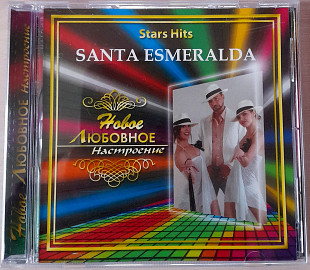 Stars Hits
SANTA ESMERALDA
Новое
ЛЮБОВНОЕ
Настроение
Новое ЛЮБОВНОЕ Настроение